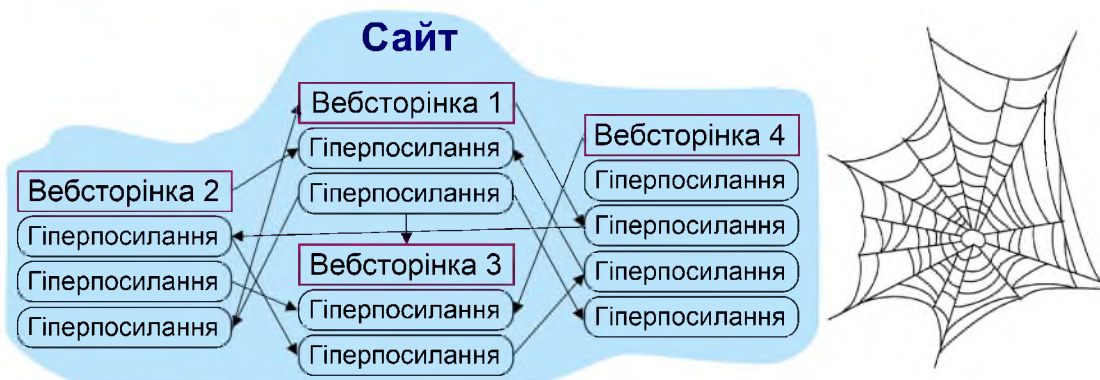 Сайт
Вебсторінка 1
Гіперпосилання
Гіперпосилання
Вебсторінка 2
Гіперпосилання
Гіперпосилання
Гіперпосилання
Вебсторінка 3
Гіперпосилання
Гіперпосилання
Вебсторінка 4
Гіперпосилання
Гіперпосилання
Гіперпосилання
Гіперпосилання